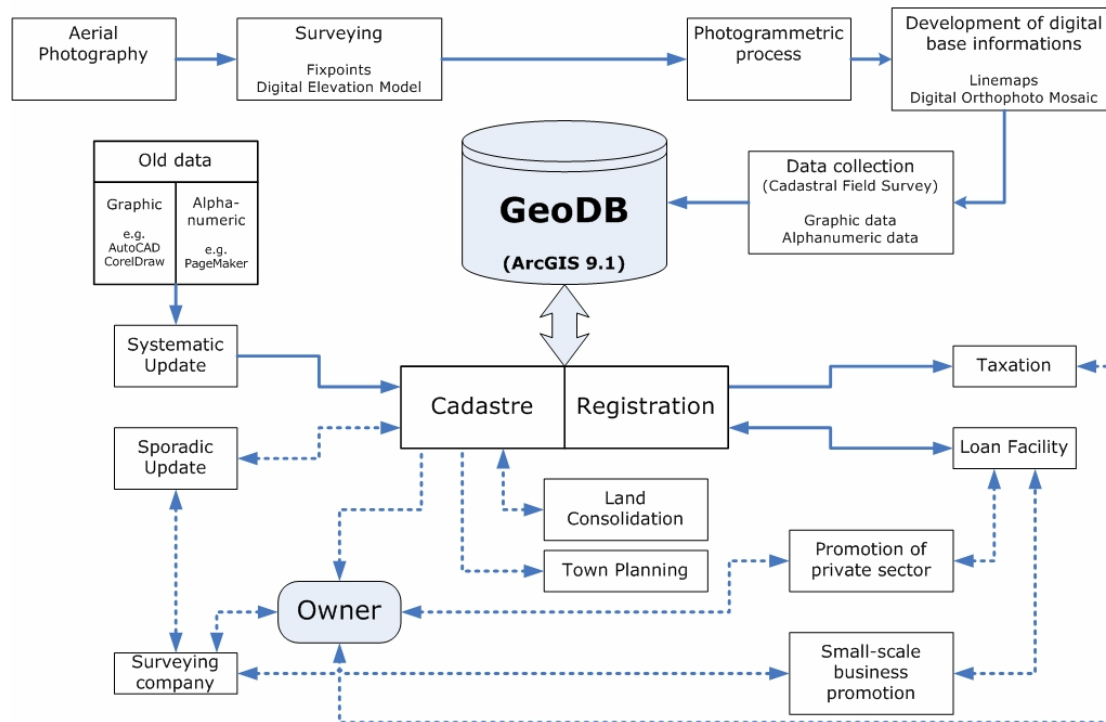 Aerial
Photography
Surveying
Fixpoints
Digital Elevation Model
Photogrammetric
process
Development of digital
base informations
Linemaps
Digital Orthophoto Mosaic
Old data
Graphic
e.g.
AutoCAD
CorelDraw
Alpha-
numeric
e.g.
PageMaker
GeoDB
(ArcGIS 9.1)
Data collection
(Cadastral Field Survey)
Graphic data
Alphanumeric data
Systematic
Update
Cadastre
Registration
Taxation
Sporadic
Update
Loan Facility
Land
Consolidation
Town Planning
Promotion of
private sector
Owner
Surveying
company
Small-scale
business
promotion